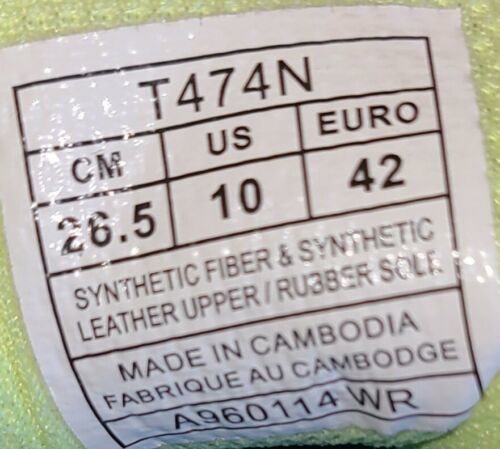 T474N
CM US EURO
26.5 10 42
SYNTHETIC FIBER & SYNTHETIC
LEATHER UPPER / RUBBER SOLE
MADE IN CAMBODIA
FABRIQUE AU CAMBODGE
A960114 WR